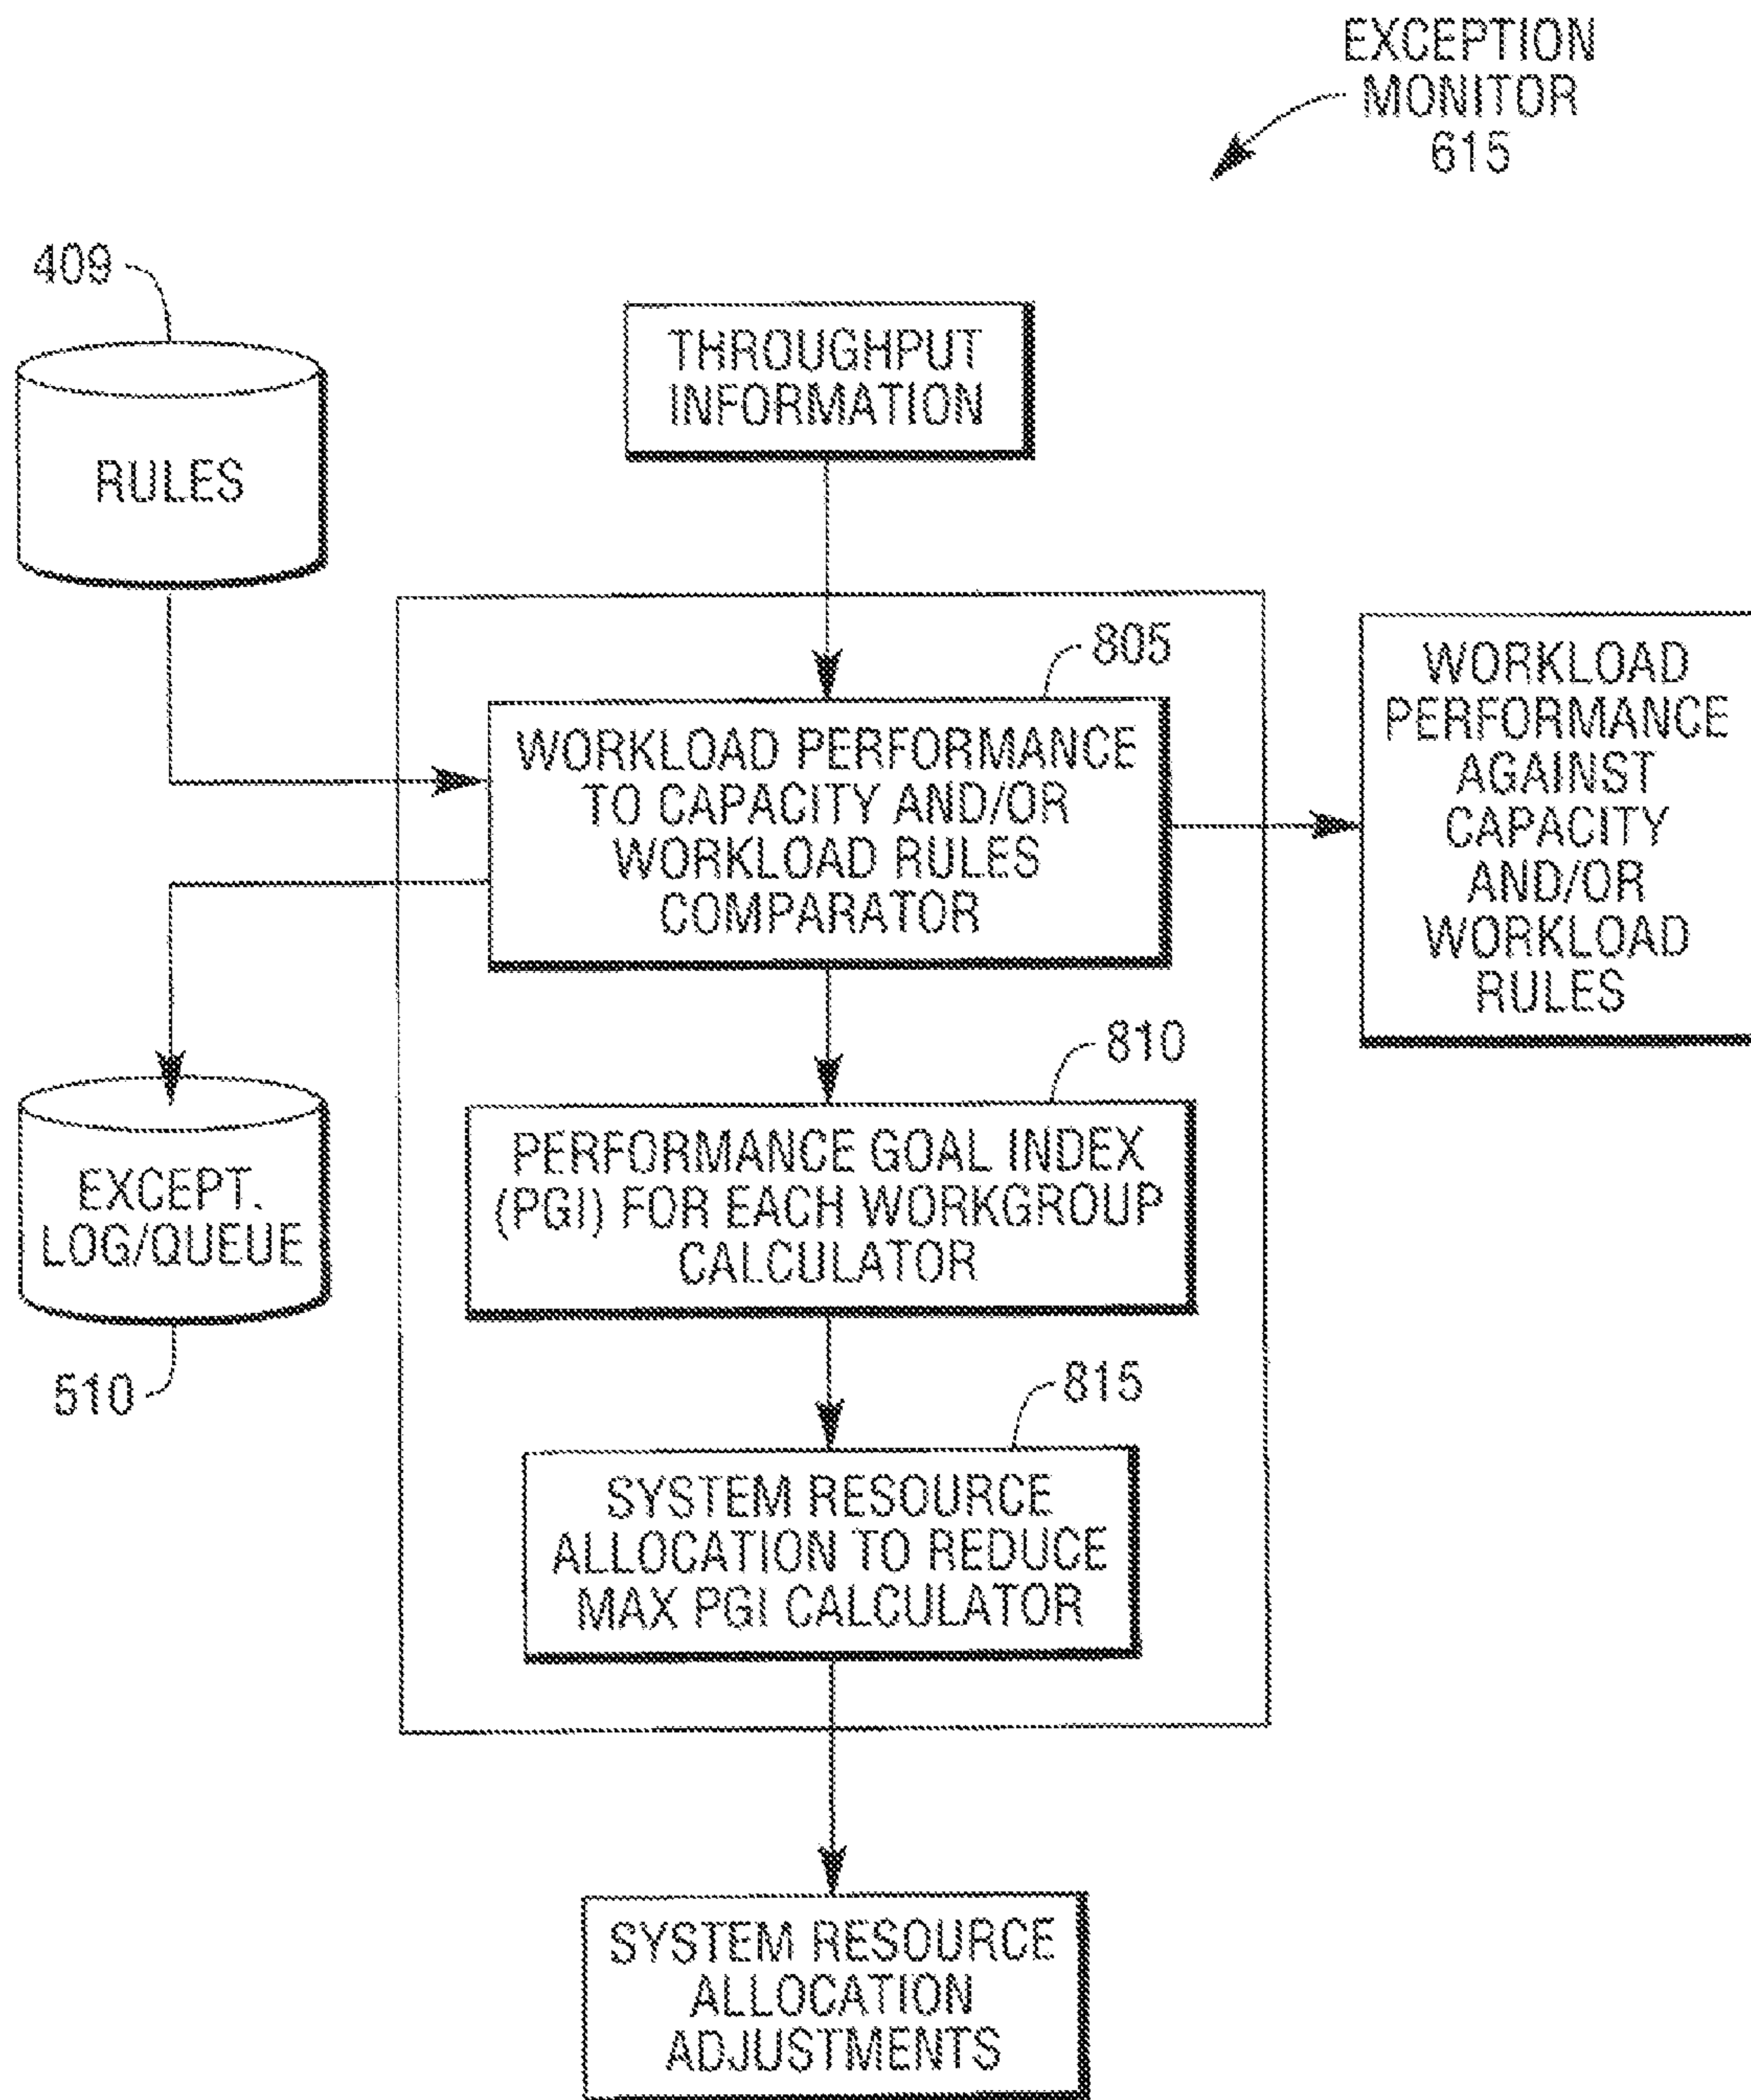 EXCEPTION
MONITOR
615
409
RULES
THROUGHPUT
INFORMATION
805
WORKLOAD PERFORMANCE
TO CAPACITY AND/OR
WORKLOAD RULES
COMPARATOR
WORKLOAD
PERFORMANCE
AGAINST
CAPACITY
AND/OR
WORKLOAD
RULES
810
PERFORMANCE GOAL INDEX
(PGI) FOR EACH WORKGROUP
CALCULATOR
EXCEPT.
LOG/QUEUE
510
815
SYSTEM RESOURCE
ALLOCATION TO REDUCE
MAX PGI CALCULATOR
SYSTEM RESOURCE
ALLOCATION
ADJUSTMENTS